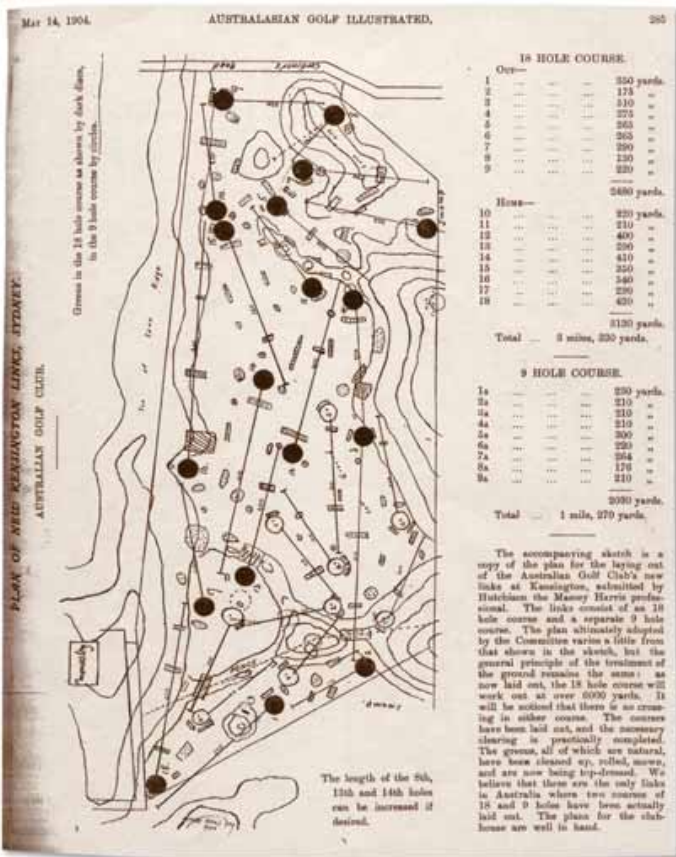 MAY 14, 1904.
AUSTRALASIAN GOLF ILLUSTRATED.
285
PLAN OF NEW KENSINGTON LINKS, SYDNEY.
AUSTRALIAN GOLF CLUB.
Greens in the 18 hole course as shown by dark discs,
in the 9 hole course by circles.
Road
Top of Ridge
Swamp
18 HOLE COURSE.
OUT—
1 ... ... ... 350 yards.
2 ... ... ... 175 "
3 ... ... ... 510 "
4 ... ... ... 275 "
5 ... ... ... 265 "
6 ... ... ... 265 "
7 ... ... ... 290 "
8 ... ... ... 130 "
9 ... ... ... 220 "
2480 yards.
HOME—
10 ... ... ... 220 yards.
11 ... ... ... 210 "
12 ... ... ... 400 "
13 ... ... ... 290 "
14 ... ... ... 410 "
15 ... ... ... 350 "
16 ... ... ... 540 "
17 ... ... ... 290 "
18 ... ... ... 420 "
3130 yards.
Total ... 3 miles, 330 yards.
9 HOLE COURSE.
1a ... ... ... 230 yards.
2a ... ... ... 210 "
3a ... ... ... 210 "
4a ... ... ... 210 "
5a ... ... ... 300 "
6a ... ... ... 220 "
7a ... ... ... 264 "
8a ... ... ... 176 "
9a ... ... ... 210 "
2030 yards.
Total ... 1 mile, 270 yards.
The accompanying sketch is a
copy of the plan for the laying out
of the Australian Golf Club's new
links at Kensington, submitted by
Hutchison the Massey Harris profes-
sional. The links consist of an 18
hole course and a separate 9 hole
course. The plan ultimately adopted
by the Committee varies a little from
that shown in the sketch, but the
general principle of the treatment of
the ground remains the same: as
now laid out, the 18 hole course will
work out at over 6000 yards. It
will be noticed that there is no cross-
ing in either course. The courses
have been laid out, and the necessary
clearing is practically completed.
The greens, all of which are natural,
have been cleaned up, rolled, mown,
and are now being top-dressed. We
believe that these are the only links
in Australia where two courses of
18 and 9 holes have been actually
laid out. The plans for the club-
house are well in hand.
The length of the 8th,
13th and 14th holes
can be increased if
desired.